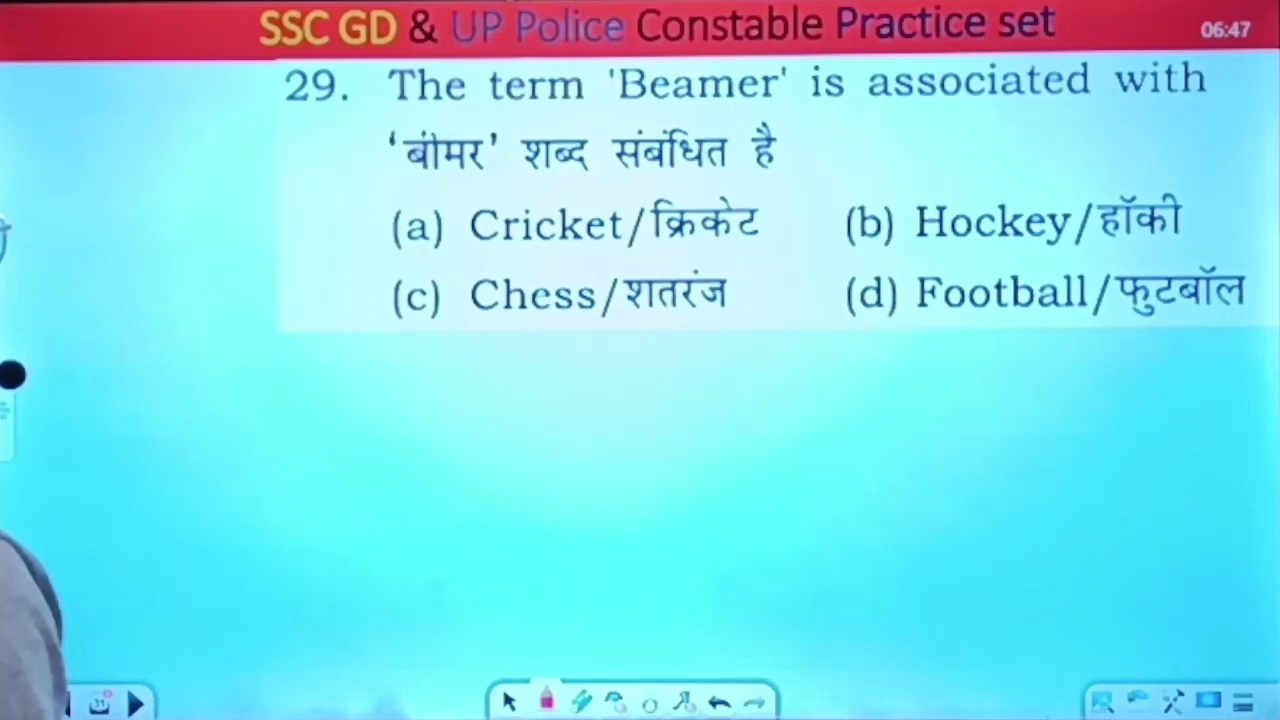 SSC GD & UP Police Constable Practice set
06:47
29. The term 'Beamer' is associated with
'बीमर' शब्द संबंधित है
(a) Cricket/क्रिकेट (b) Hockey/हॉकी
(c) Chess/शतरंज (d) Football/फुटबॉल